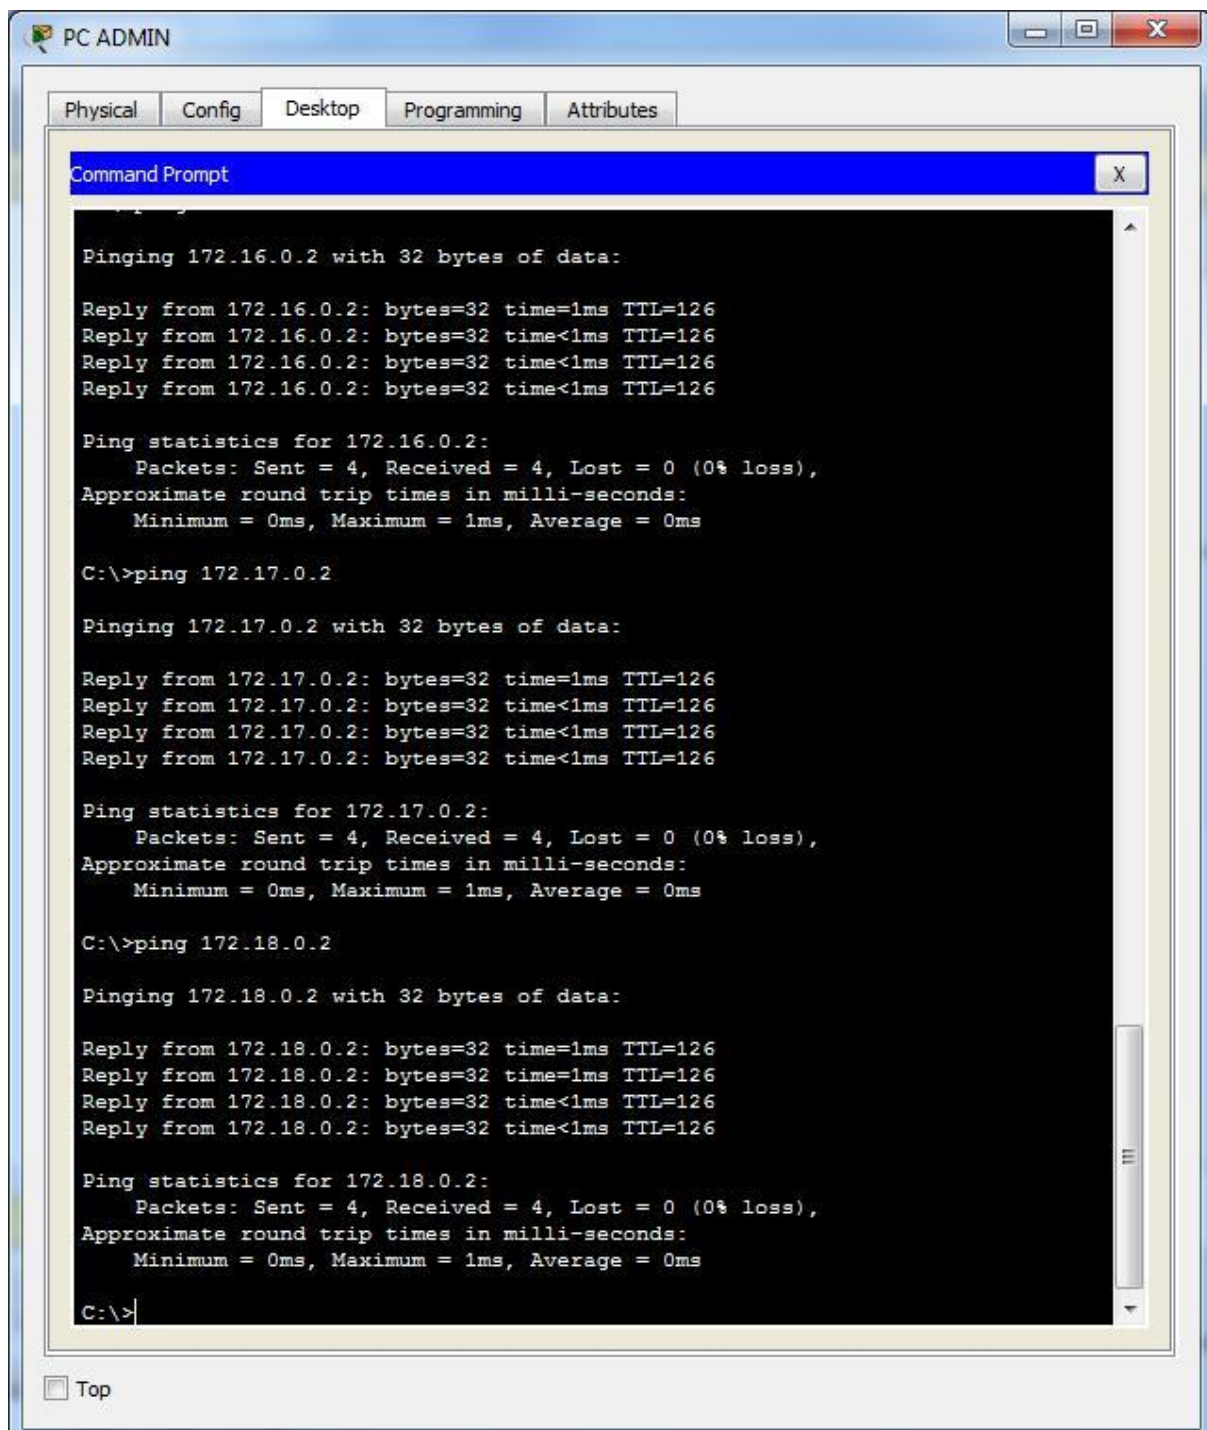 PC ADMIN
Physical Config Desktop Programming Attributes
Command Prompt X
Pinging 172.16.0.2 with 32 bytes of data:
Reply from 172.16.0.2: bytes=32 time=1ms TTL=126
Reply from 172.16.0.2: bytes=32 time<1ms TTL=126
Reply from 172.16.0.2: bytes=32 time<1ms TTL=126
Reply from 172.16.0.2: bytes=32 time<1ms TTL=126
Ping statistics for 172.16.0.2:
Packets: Sent = 4, Received = 4, Lost = 0 (0% loss),
Approximate round trip times in milli-seconds:
Minimum = 0ms, Maximum = 1ms, Average = 0ms
C:\>ping 172.17.0.2
Pinging 172.17.0.2 with 32 bytes of data:
Reply from 172.17.0.2: bytes=32 time=1ms TTL=126
Reply from 172.17.0.2: bytes=32 time<1ms TTL=126
Reply from 172.17.0.2: bytes=32 time<1ms TTL=126
Reply from 172.17.0.2: bytes=32 time<1ms TTL=126
Ping statistics for 172.17.0.2:
Packets: Sent = 4, Received = 4, Lost = 0 (0% loss),
Approximate round trip times in milli-seconds:
Minimum = 0ms, Maximum = 1ms, Average = 0ms
C:\>ping 172.18.0.2
Pinging 172.18.0.2 with 32 bytes of data:
Reply from 172.18.0.2: bytes=32 time=1ms TTL=126
Reply from 172.18.0.2: bytes=32 time=1ms TTL=126
Reply from 172.18.0.2: bytes=32 time<1ms TTL=126
Reply from 172.18.0.2: bytes=32 time<1ms TTL=126
Ping statistics for 172.18.0.2:
Packets: Sent = 4, Received = 4, Lost = 0 (0% loss),
Approximate round trip times in milli-seconds:
Minimum = 0ms, Maximum = 1ms, Average = 0ms
C:\>
Top